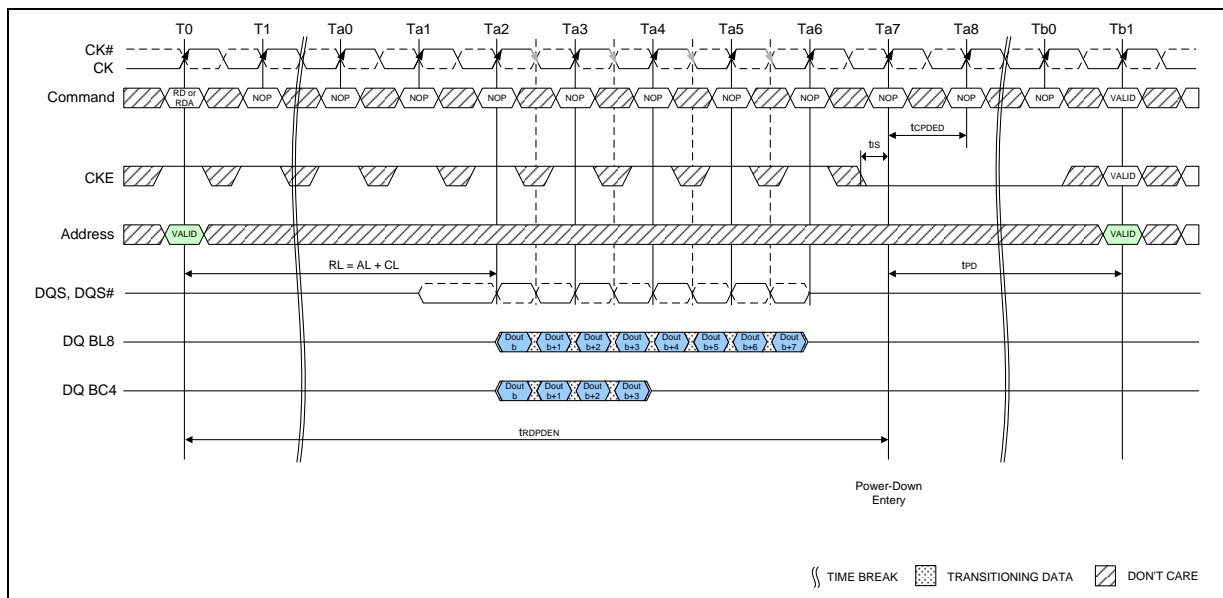 T0 T1 Ta0 Ta1 Ta2 Ta3 Ta4 Ta5 Ta6 Ta7 Ta8 Tb0 Tb1
CK#
CK
Command RD or RDA NOP NOP NOP NOP NOP NOP NOP NOP NOP NOP NOP VALID
tCPDED
tIS
CKE VALID
Address VALID VALID
RL = AL + CL tPD
DQS, DQS#
DQ BL8 Dout b Dout b+1 Dout b+2 Dout b+3 Dout b+4 Dout b+5 Dout b+6 Dout b+7
DQ BC4 Dout b Dout b+1 Dout b+2 Dout b+3
tRDPDEN
Power-Down
Entery
TIME BREAK TRANSITIONING DATA DON'T CARE